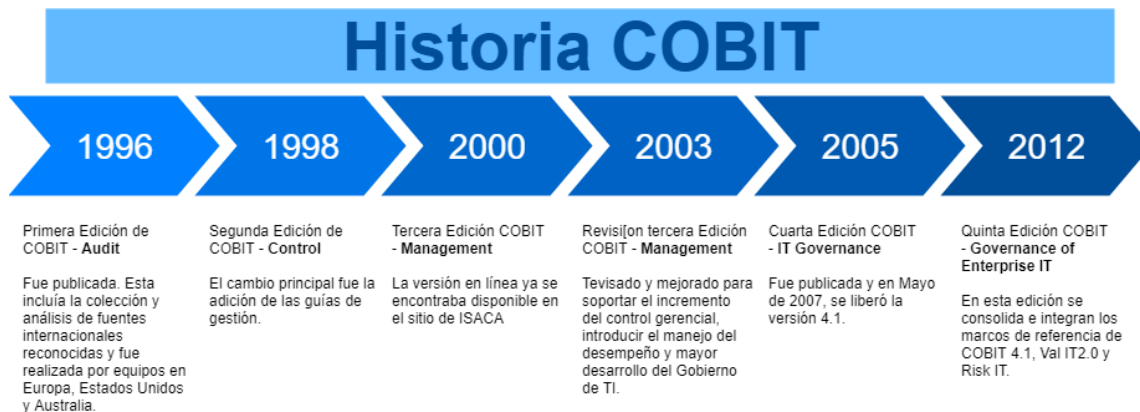 Historia COBIT
1996
1998
2000
2003
2005
2012
Primera Edición de
COBIT - Audit
Fue publicada. Esta
incluía la colección y
análisis de fuentes
internacionales
reconocidas y fue
realizada por equipos en
Europa, Estados Unidos
y Australia.
Segunda Edición de
COBIT - Control
El cambio principal fue la
adición de las guías de
gestión.
Tercera Edición COBIT
- Management
La versión en línea ya se
encontraba disponible en
el sitio de ISACA
Revisi[on tercera Edición
COBIT - Management
Tevisado y mejorado para
soportar el incremento
del control gerencial,
introducir el manejo del
desempeño y mayor
desarrollo del Gobierno
de TI.
Cuarta Edición COBIT
- IT Governance
Fue publicada y en Mayo
de 2007, se liberó la
versión 4.1.
Quinta Edición COBIT
- Governance of
Enterprise IT
En esta edición se
consolida e integran los
marcos de referencia de
COBIT 4.1, Val IT2.0 y
Risk IT.